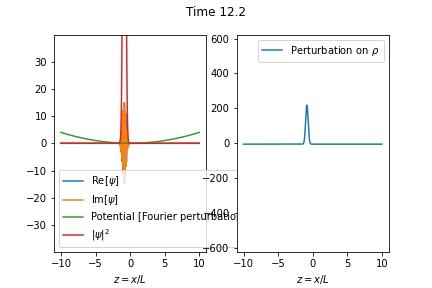 Time 12.2
30
20
10
0
−10
−20
−30
Re[ψ]
Im[ψ]
Potential [Fourier perturbatio
|ψ|²
−10 −5 0 5 10
z = x/L
600
400
200
0
−200
−400
−600
Perturbation on ρ
−10 −5 0 5 10
z = x/L